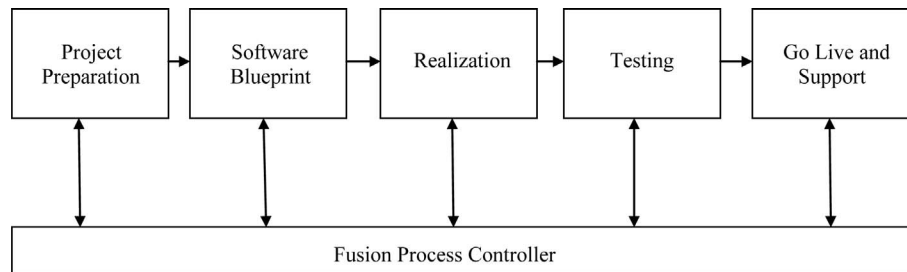 Project
Preparation
Software
Blueprint
Realization
Testing
Go Live and
Support
Fusion Process Controller